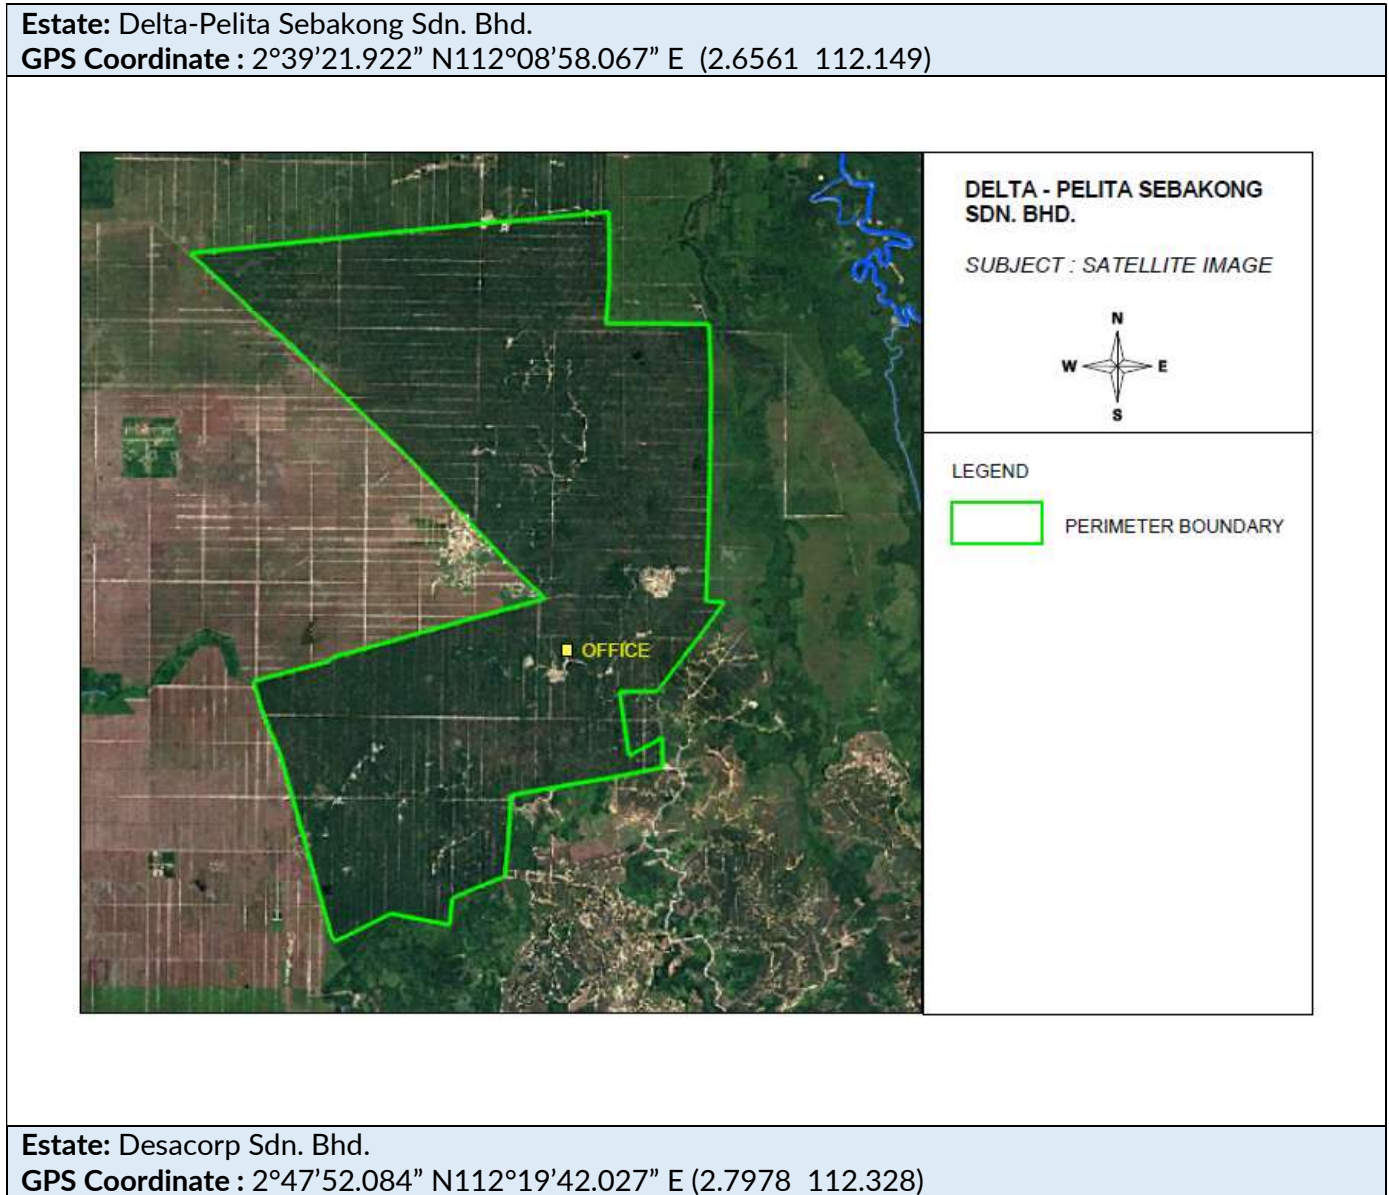 Estate: Delta-Pelita Sebakong Sdn. Bhd.
GPS Coordinate : 2°39’21.922” N112°08’58.067” E  (2.6561  112.149)
DELTA - PELITA SEBAKONG
SDN. BHD.
SUBJECT : SATELLITE IMAGE
N
W E
S
LEGEND
PERIMETER BOUNDARY
OFFICE
Estate: Desacorp Sdn. Bhd.
GPS Coordinate : 2°47’52.084” N112°19’42.027” E (2.7978  112.328)